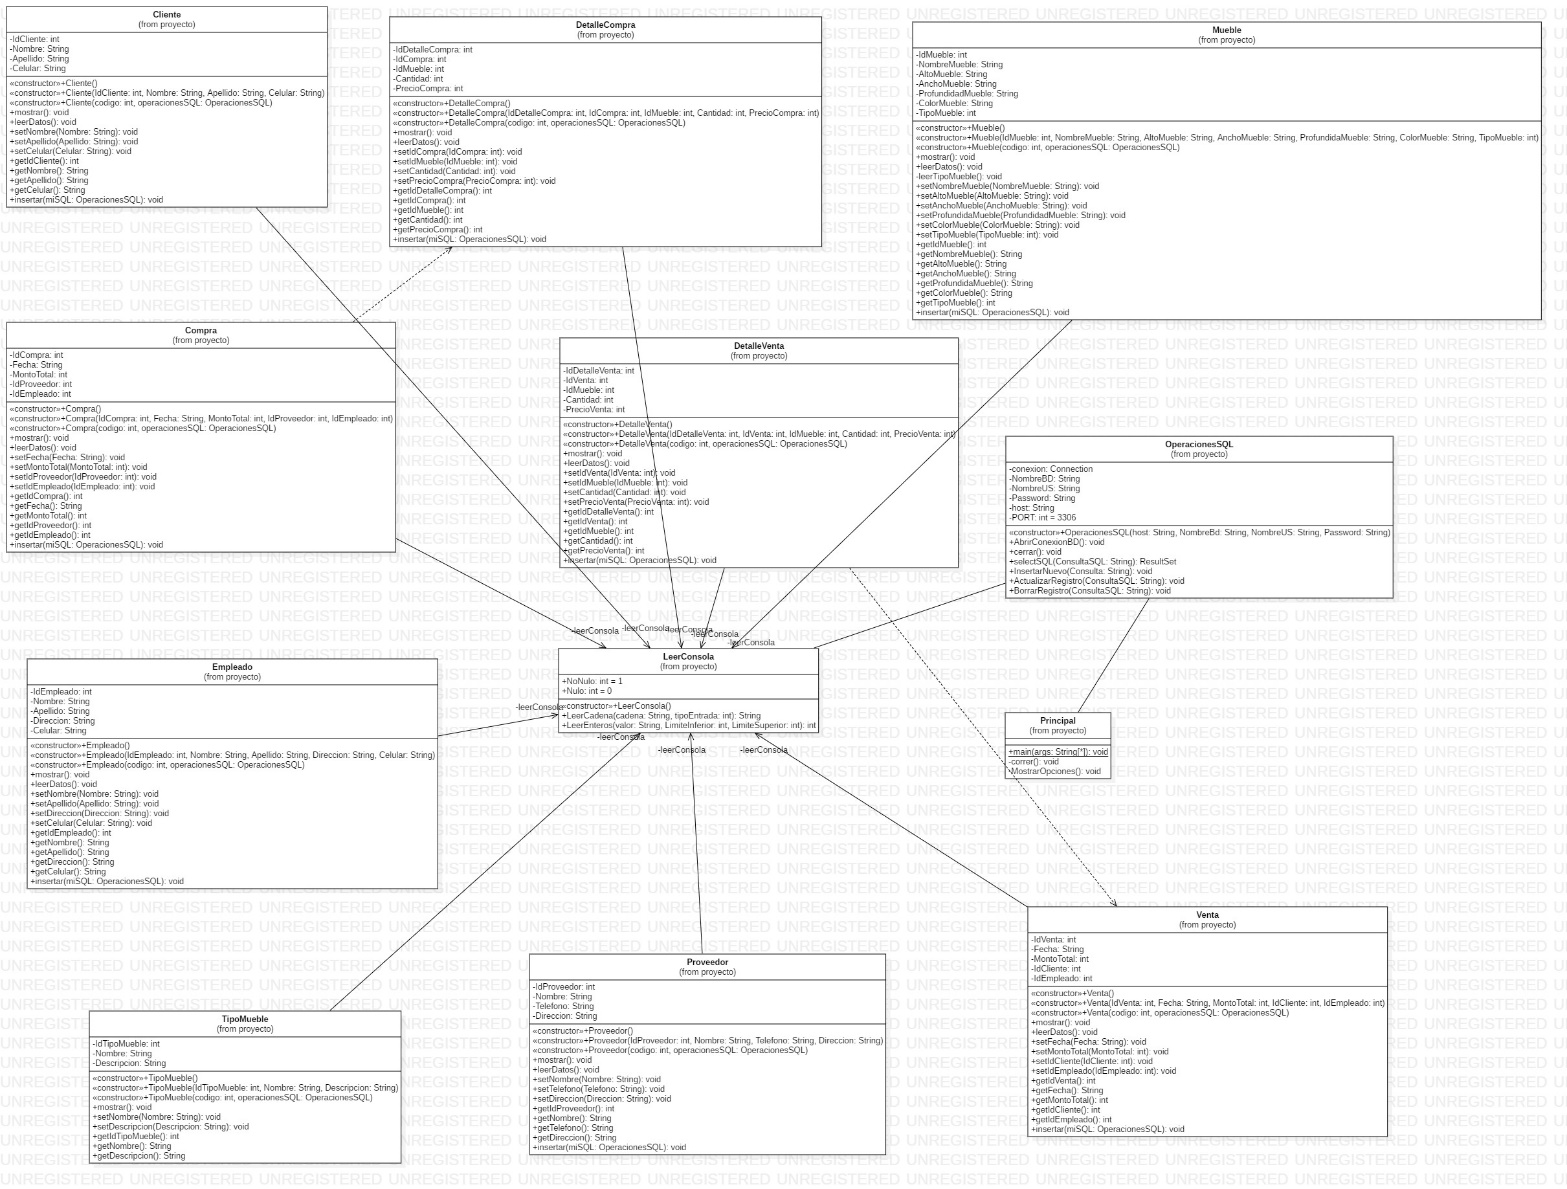 Cliente
(from proyecto)
-IdCliente: int
-Nombre: String
-Apellido: String
-Celular: String
«constructor»+Cliente()
«constructor»+Cliente(IdCliente: int, Nombre: String, Apellido: String, Celular: String)
«constructor»+Cliente(codigo: int, operacionesSQL: OperacionesSQL)
+mostrar(): void
+leerDatos(): void
+setNombre(Nombre: String): void
+setApellido(Apellido: String): void
+setCelular(Celular: String): void
+getIdCliente(): int
+getNombre(): String
+getApellido(): String
+getCelular(): String
+insertar(miSQL: OperacionesSQL): void
DetalleCompra
(from proyecto)
-IdDetalleCompra: int
-IdCompra: int
-IdMueble: int
-Cantidad: int
-PrecioCompra: int
«constructor»+DetalleCompra()
«constructor»+DetalleCompra(IdDetalleCompra: int, IdCompra: int, IdMueble: int, Cantidad: int, PrecioCompra: int)
«constructor»+DetalleCompra(codigo: int, operacionesSQL: OperacionesSQL)
+mostrar(): void
+leerDatos(): void
+setIdCompra(IdCompra: int): void
+setIdMueble(IdMueble: int): void
+setCantidad(Cantidad: int): void
+setPrecioCompra(PrecioCompra: int): void
+getIdDetalleCompra(): int
+getIdCompra(): int
+getIdMueble(): int
+getCantidad(): int
+getPrecioCompra(): int
+insertar(miSQL: OperacionesSQL): void
Mueble
(from proyecto)
-IdMueble: int
-NombreMueble: String
-AltoMueble: String
-AnchoMueble: String
-ProfundidadMueble: String
-ColorMueble: String
-TipoMueble: int
«constructor»+Mueble()
«constructor»+Mueble(IdMueble: int, NombreMueble: String, AltoMueble: String, AnchoMueble: String, ProfundidaMueble: String, ColorMueble: String, TipoMueble: int)
«constructor»+Mueble(codigo: int, operacionesSQL: OperacionesSQL)
+mostrar(): void
+leerDatos(): void
-leerTipoMueble(): void
+setNombreMueble(NombreMueble: String): void
+setAltoMueble(AltoMueble: String): void
+setAnchoMueble(AnchoMueble: String): void
+setProfundidaMueble(ProfundidadMueble: String): void
+setColorMueble(ColorMueble: String): void
+setTipoMueble(TipoMueble: int): void
+getIdMueble(): int
+getNombreMueble(): String
+getAltoMueble(): String
+getAnchoMueble(): String
+getProfundidaMueble(): String
+getColorMueble(): String
+getTipoMueble(): int
+insertar(miSQL: OperacionesSQL): void
Compra
(from proyecto)
-IdCompra: int
-Fecha: String
-MontoTotal: int
-IdProveedor: int
-IdEmpleado: int
«constructor»+Compra()
«constructor»+Compra(IdCompra: int, Fecha: String, MontoTotal: int, IdProveedor: int, IdEmpleado: int)
«constructor»+Compra(codigo: int, operacionesSQL: OperacionesSQL)
+mostrar(): void
+leerDatos(): void
+setFecha(Fecha: String): void
+setMontoTotal(MontoTotal: int): void
+setIdProveedor(IdProveedor: int): void
+setIdEmpleado(IdEmpleado: int): void
+getIdCompra(): int
+getFecha(): String
+getMontoTotal(): int
+getIdProveedor(): int
+getIdEmpleado(): int
+insertar(miSQL: OperacionesSQL): void
DetalleVenta
(from proyecto)
-IdDetalleVenta: int
-IdVenta: int
-IdMueble: int
-Cantidad: int
-PrecioVenta: int
«constructor»+DetalleVenta()
«constructor»+DetalleVenta(IdDetalleVenta: int, IdVenta: int, IdMueble: int, Cantidad: int, PrecioVenta: int)
«constructor»+DetalleVenta(codigo: int, operacionesSQL: OperacionesSQL)
+mostrar(): void
+leerDatos(): void
+setIdVenta(IdVenta: int): void
+setIdMueble(IdMueble: int): void
+setCantidad(Cantidad: int): void
+setPrecioVenta(PrecioVenta: int): void
+getIdDetalleVenta(): int
+getIdVenta(): int
+getIdMueble(): int
+getCantidad(): int
+getPrecioVenta(): int
+insertar(miSQL: OperacionesSQL): void
OperacionesSQL
(from proyecto)
-conexion: Connection
-NombreBD: String
-NombreUS: String
-Password: String
-host: String
-PORT: int = 3306
«constructor»+OperacionesSQL(host: String, NombreBd: String, NombreUS: String, Password: String)
+AbrirConexionBD(): void
+cerrar(): void
+selectSQL(ConsultaSQL: String): ResultSet
+InsertarNuevo(Consulta: String): void
+ActualizarRegistro(ConsultaSQL: String): void
+BorrarRegistro(ConsultaSQL: String): void
-leerConsola
-leerConsola
-leerConsola
-leerConsola
-leerConsola
LeerConsola
(from proyecto)
+NoNulo: int = 1
+Nulo: int = 0
«constructor»+LeerConsola()
+LeerCadena(cadena: String, tipoEntrada: int): String
+LeerEnteros(valor: String, LimiteInferior: int, LimiteSuperior: int): int
-leerConsola
-leerConsola
-leerConsola
-leerConsola
Empleado
(from proyecto)
-IdEmpleado: int
-Nombre: String
-Apellido: String
-Direccion: String
-Celular: String
«constructor»+Empleado()
«constructor»+Empleado(IdEmpleado: int, Nombre: String, Apellido: String, Direccion: String, Celular: String)
«constructor»+Empleado(codigo: int, operacionesSQL: OperacionesSQL)
+mostrar(): void
+leerDatos(): void
+setNombre(Nombre: String): void
+setApellido(Apellido: String): void
+setDireccion(Direccion: String): void
+setCelular(Celular: String): void
+getIdEmpleado(): int
+getNombre(): String
+getApellido(): String
+getDireccion(): String
+getCelular(): String
+insertar(miSQL: OperacionesSQL): void
Principal
(from proyecto)
+main(args: String[*]): void
-correr(): void
-MostrarOpciones(): void
TipoMueble
(from proyecto)
-IdTipoMueble: int
-Nombre: String
-Descripcion: String
«constructor»+TipoMueble()
«constructor»+TipoMueble(IdTipoMueble: int, Nombre: String, Descripcion: String)
«constructor»+TipoMueble(codigo: int, operacionesSQL: OperacionesSQL)
+mostrar(): void
+setNombre(Nombre: String): void
+setDescripcion(Descripcion: String): void
+getIdTipoMueble(): int
+getNombre(): String
+getDescripcion(): String
Proveedor
(from proyecto)
-IdProveedor: int
-Nombre: String
-Telefono: String
-Direccion: String
«constructor»+Proveedor()
«constructor»+Proveedor(IdProveedor: int, Nombre: String, Telefono: String, Direccion: String)
«constructor»+Proveedor(codigo: int, operacionesSQL: OperacionesSQL)
+mostrar(): void
+leerDatos(): void
+setNombre(Nombre: String): void
+setTelefono(Telefono: String): void
+setDireccion(Direccion: String): void
+getIdProveedor(): int
+getNombre(): String
+getTelefono(): String
+getDireccion(): String
+insertar(miSQL: OperacionesSQL): void
Venta
(from proyecto)
-IdVenta: int
-Fecha: String
-MontoTotal: int
-IdCliente: int
-IdEmpleado: int
«constructor»+Venta()
«constructor»+Venta(IdVenta: int, Fecha: String, MontoTotal: int, IdCliente: int, IdEmpleado: int)
«constructor»+Venta(codigo: int, operacionesSQL: OperacionesSQL)
+mostrar(): void
+leerDatos(): void
+setFecha(Fecha: String): void
+setMontoTotal(MontoTotal: int): void
+setIdCliente(IdCliente: int): void
+setIdEmpleado(IdEmpleado: int): void
+getIdVenta(): int
+getFecha(): String
+getMontoTotal(): int
+getIdCliente(): int
+getIdEmpleado(): int
+insertar(miSQL: OperacionesSQL): void